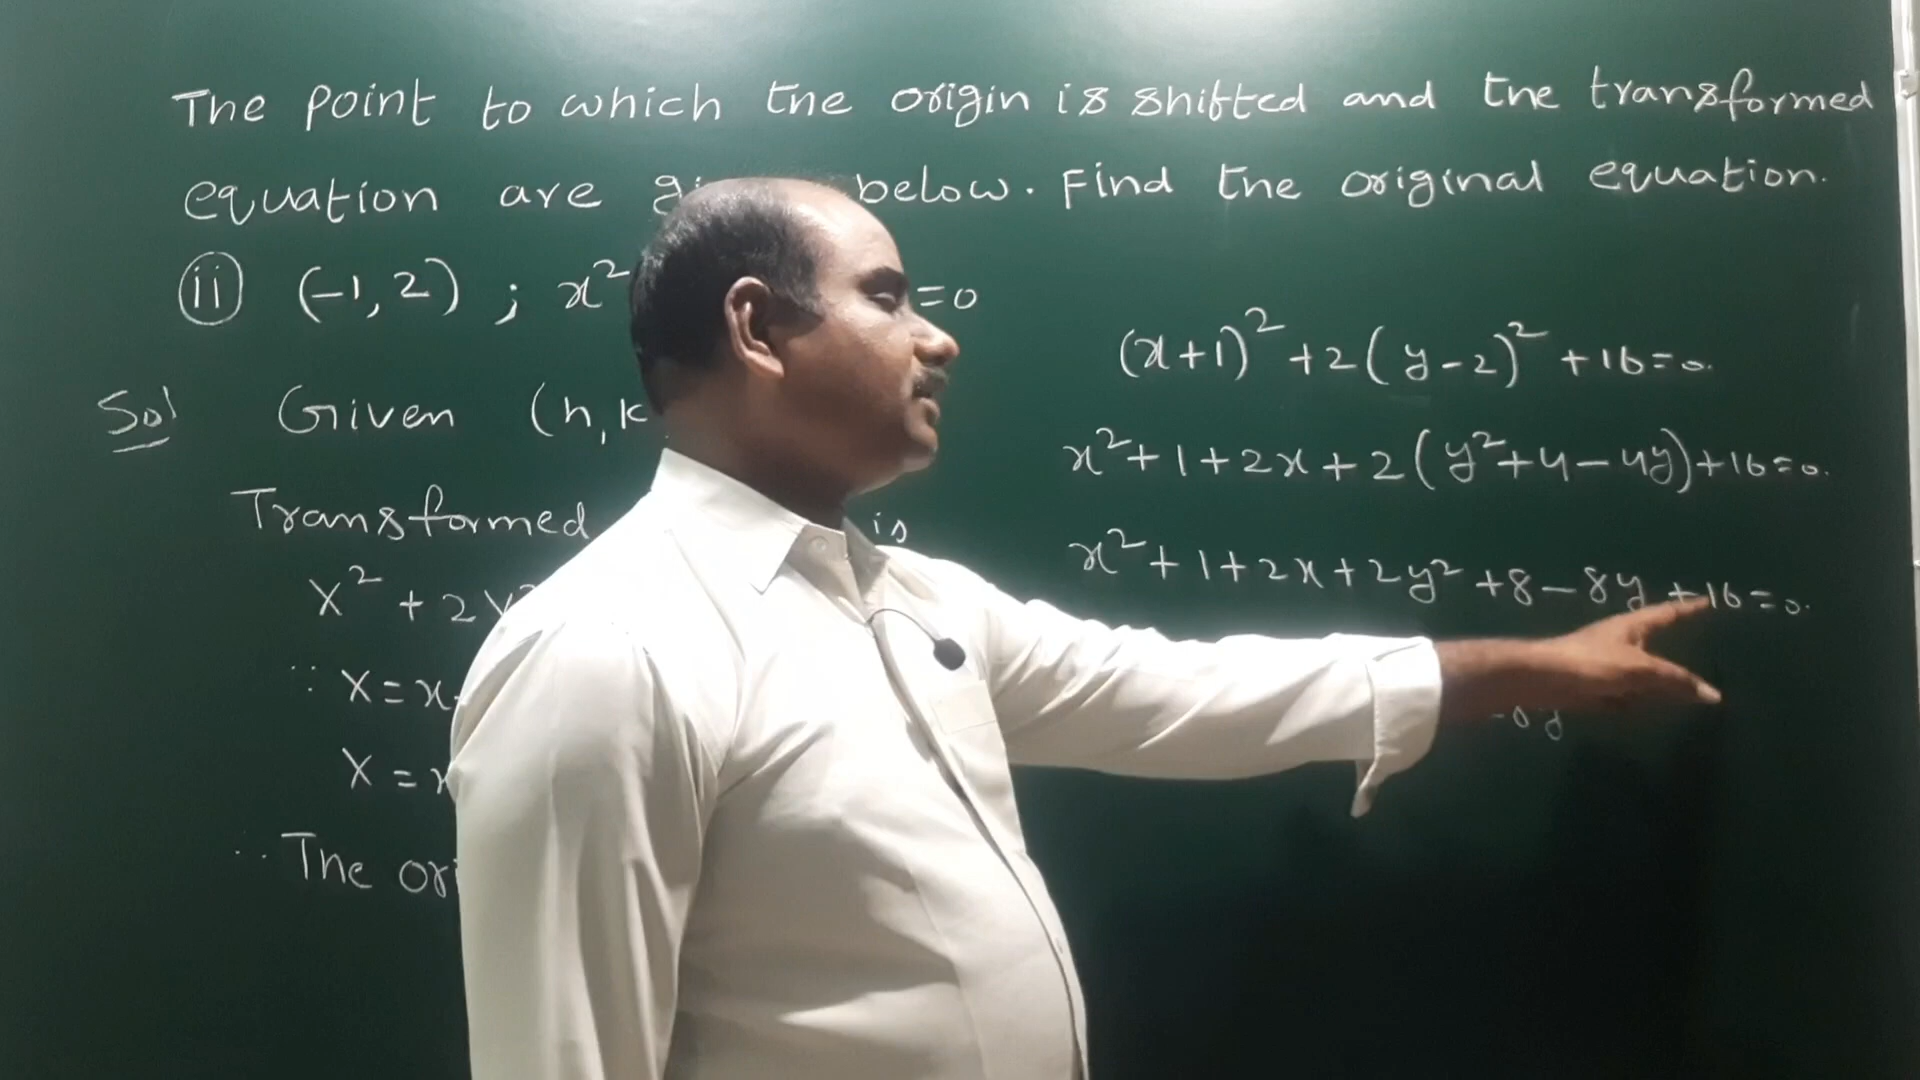 The point to which the origin is shifted and the transformed
equation are below. Find the original equation.
(ii) (-1, 2) ; x² =0
Sol Given (h, k
Transformed is
X² + 2Y²
∵ X = x
X = x
∴ The ori
(x+1)² + 2(y-2)² + 16 = 0.
x² + 1 + 2x + 2(y² + 4 - 4y) + 16 = 0.
x² + 1 + 2x + 2y² + 8 - 8y + 16 = 0.